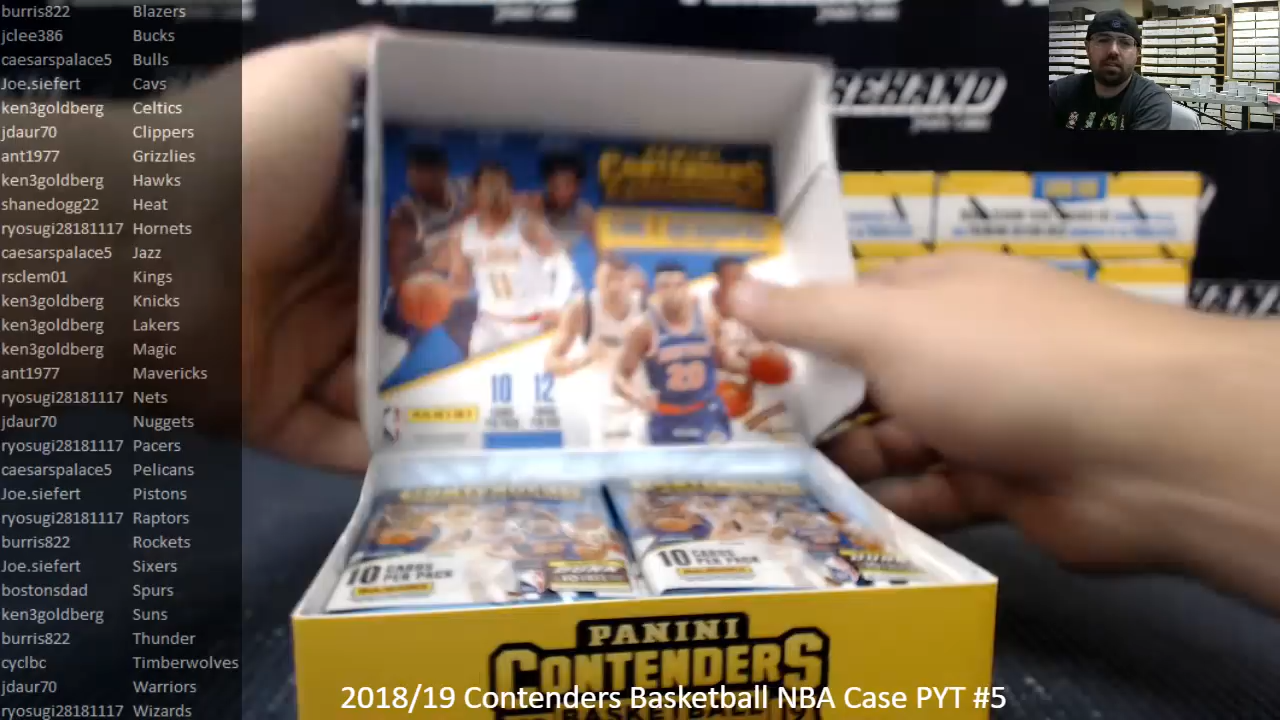 burris822 Blazers
jclee386 Bucks
caesarspalace5 Bulls
Joe.siefert Cavs
ken3goldberg Celtics
jdaur70 Clippers
ant1977 Grizzlies
ken3goldberg Hawks
shanedogg22 Heat
ryosugi28181117 Hornets
caesarspalace5 Jazz
rsclem01 Kings
ken3goldberg Knicks
ken3goldberg Lakers
ken3goldberg Magic
ant1977 Mavericks
ryosugi28181117 Nets
jdaur70 Nuggets
ryosugi28181117 Pacers
caesarspalace5 Pelicans
Joe.siefert Pistons
ryosugi28181117 Raptors
burris822 Rockets
Joe.siefert Sixers
bostonsdad Spurs
ken3goldberg Suns
burris822 Thunder
cyclbc Timberwolves
jdaur70 Warriors
ryosugi28181117 Wizards
CONTENDERS
11
20
10 12
PANINI
10 CARDS
PER PACK
10 CARDS
PER PACK
PANINI
CONTENDERS
BASKETBALL
2018/19 Contenders Basketball NBA Case PYT #5